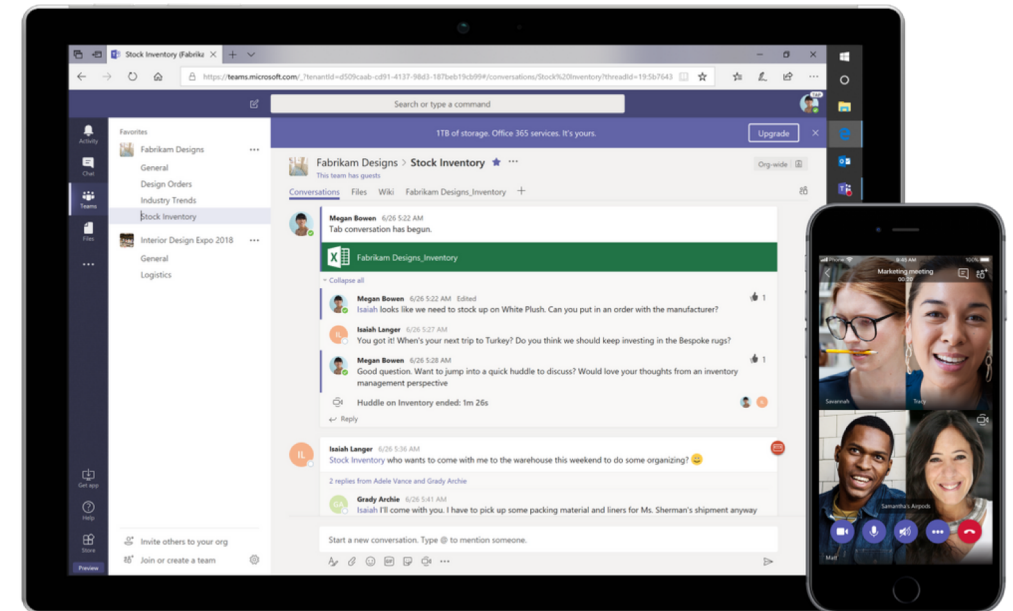 Stock Inventory (Fabrika
https://teams.microsoft.com/_?tenantId=d509caab-cd91-4137-98d3-187beb19cb99#/conversations/Stock%20Inventory?threadId=19:5b7643
Search or type a command
1TB of storage. Office 365 services. It's yours.
Upgrade
Activity
Chat
Teams
Files
Get app
Help
Store
Preview
Favorites
Fabrikam Designs
General
Design Orders
Industry Trends
Stock Inventory
Interior Design Expo 2018
General
Logistics
Invite others to your org
Join or create a team
Fabrikam Designs > Stock Inventory
This team has guests
Org-wide
Conversations Files Wiki Fabrikam Designs_Inventory
Megan Bowen 6/26 5:22 AM
Tab conversation has begun.
Fabrikam Designs_Inventory
Collapse all
Megan Bowen 6/26 5:22 AM Edited
1
Isaiah looks like we need to stock up on White Plush. Can you put in an order with the manufacturer?
IL
Isaiah Langer 6/26 5:27 AM
You got it! When's your next trip to Turkey? Do you think we should keep investing in the Bespoke rugs?
Megan Bowen 6/26 5:28 AM
1
Good question. Want to jump into a quick huddle to discuss? Would love your thoughts from an inventory
management perspective
Huddle on Inventory ended: 1m 26s
Reply
IL
Isaiah Langer 6/26 5:36 AM
Stock Inventory who wants to come with me to the warehouse this weekend to do some organizing?
2 replies from Adele Vance and Grady Archie
GA
Grady Archie 6/26 5:41 AM
Isaiah I'll come with you. I have to pick up some packing material and liners for Ms. Sherman's shipment anyway
Start a new conversation. Type @ to mention someone.
Phone
9:45 AM
100%
Marketing meeting
Savannah
Tracy
Samantha's Airpods
Matt